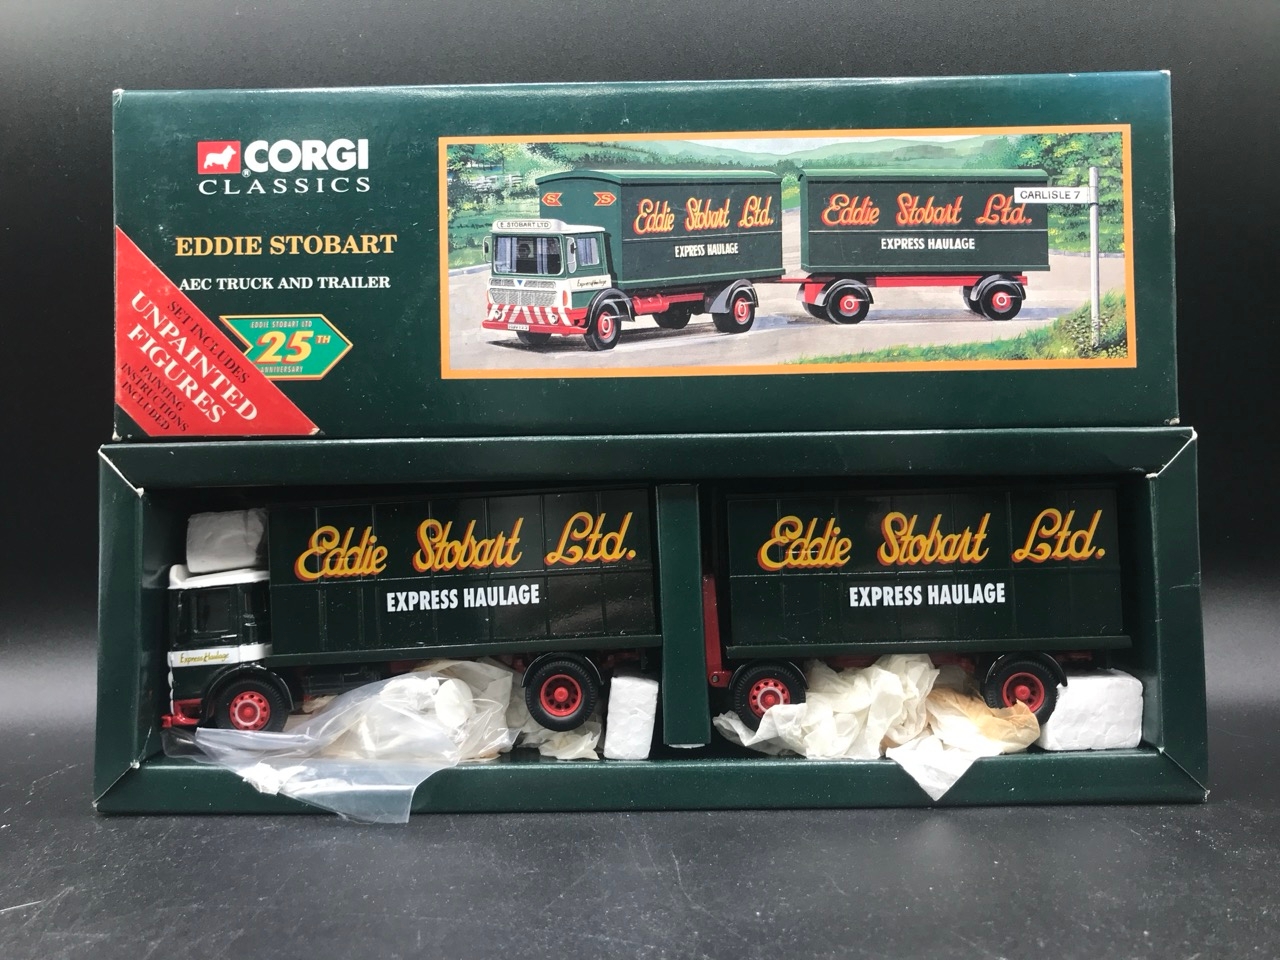 CORGI
®
CLASSICS
EDDIE STOBART
AEC TRUCK AND TRAILER
EDDIE STOBART LTD
25TH
ANNIVERSARY
SET INCLUDES
UNPAINTED
FIGURES
PAINTING
INSTRUCTIONS
INCLUDED
S S
E. STOBART LTD
Eddie Stobart Ltd.
EXPRESS HAULAGE
Express Haulage
Eddie Stobart Ltd.
EXPRESS HAULAGE
CARLISLE 7
Eddie Stobart Ltd.
EXPRESS HAULAGE
Express Haulage
Eddie Stobart Ltd.
EXPRESS HAULAGE